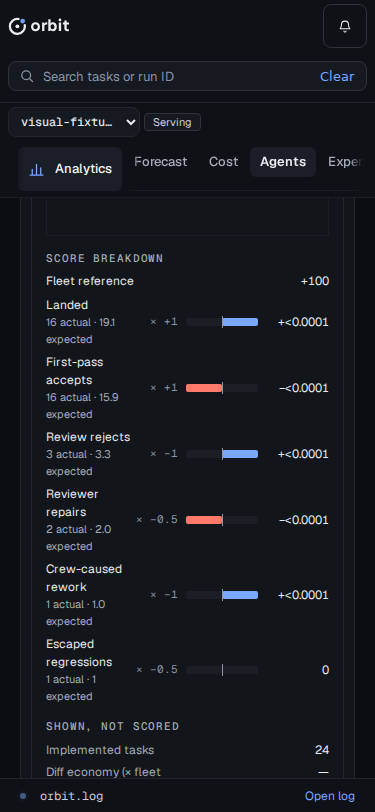 orbit
Search tasks or run ID
Clear
visual-fixtu…
Serving
Analytics
Forecast
Cost
Agents
Exper
SCORE BREAKDOWN
Fleet reference
+100
Landed
16 actual · 19.1
expected
× +1
+<0.0001
First-pass
accepts
16 actual · 15.9
expected
× +1
−<0.0001
Review rejects
3 actual · 3.3
expected
× −1
+<0.0001
Reviewer
repairs
2 actual · 2.0
expected
× −0.5
−<0.0001
Crew-caused
rework
1 actual · 1.0
expected
× −1
+<0.0001
Escaped
regressions
1 actual · 1
expected
× −0.5
0
SHOWN, NOT SCORED
Implemented tasks
24
Diff economy (× fleet
—
orbit.log
Open log